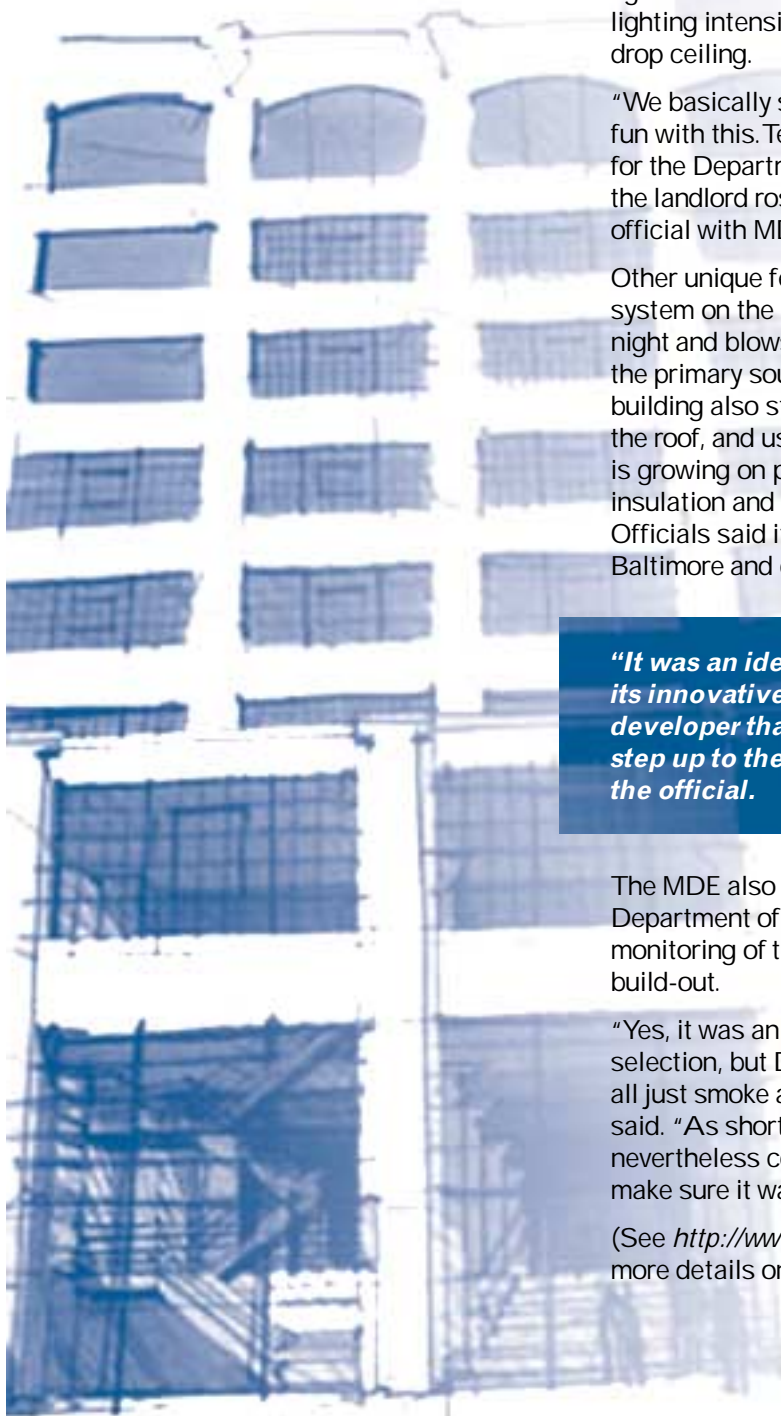 lighting intensi
drop ceiling.
"We basically s
fun with this. Te
for the Departm
the landlord ros
official with MD
Other unique fe
system on the
night and blows
the primary sou
building also st
the roof, and us
is growing on p
insulation and
Officials said i
Baltimore and
"It was an ide
its innovative
developer tha
step up to the
the official.
The MDE also
Department of
monitoring of t
build-out.
"Yes, it was an
selection, but D
all just smoke a
said. "As short
nevertheless c
make sure it wa
(See http://ww
more details on